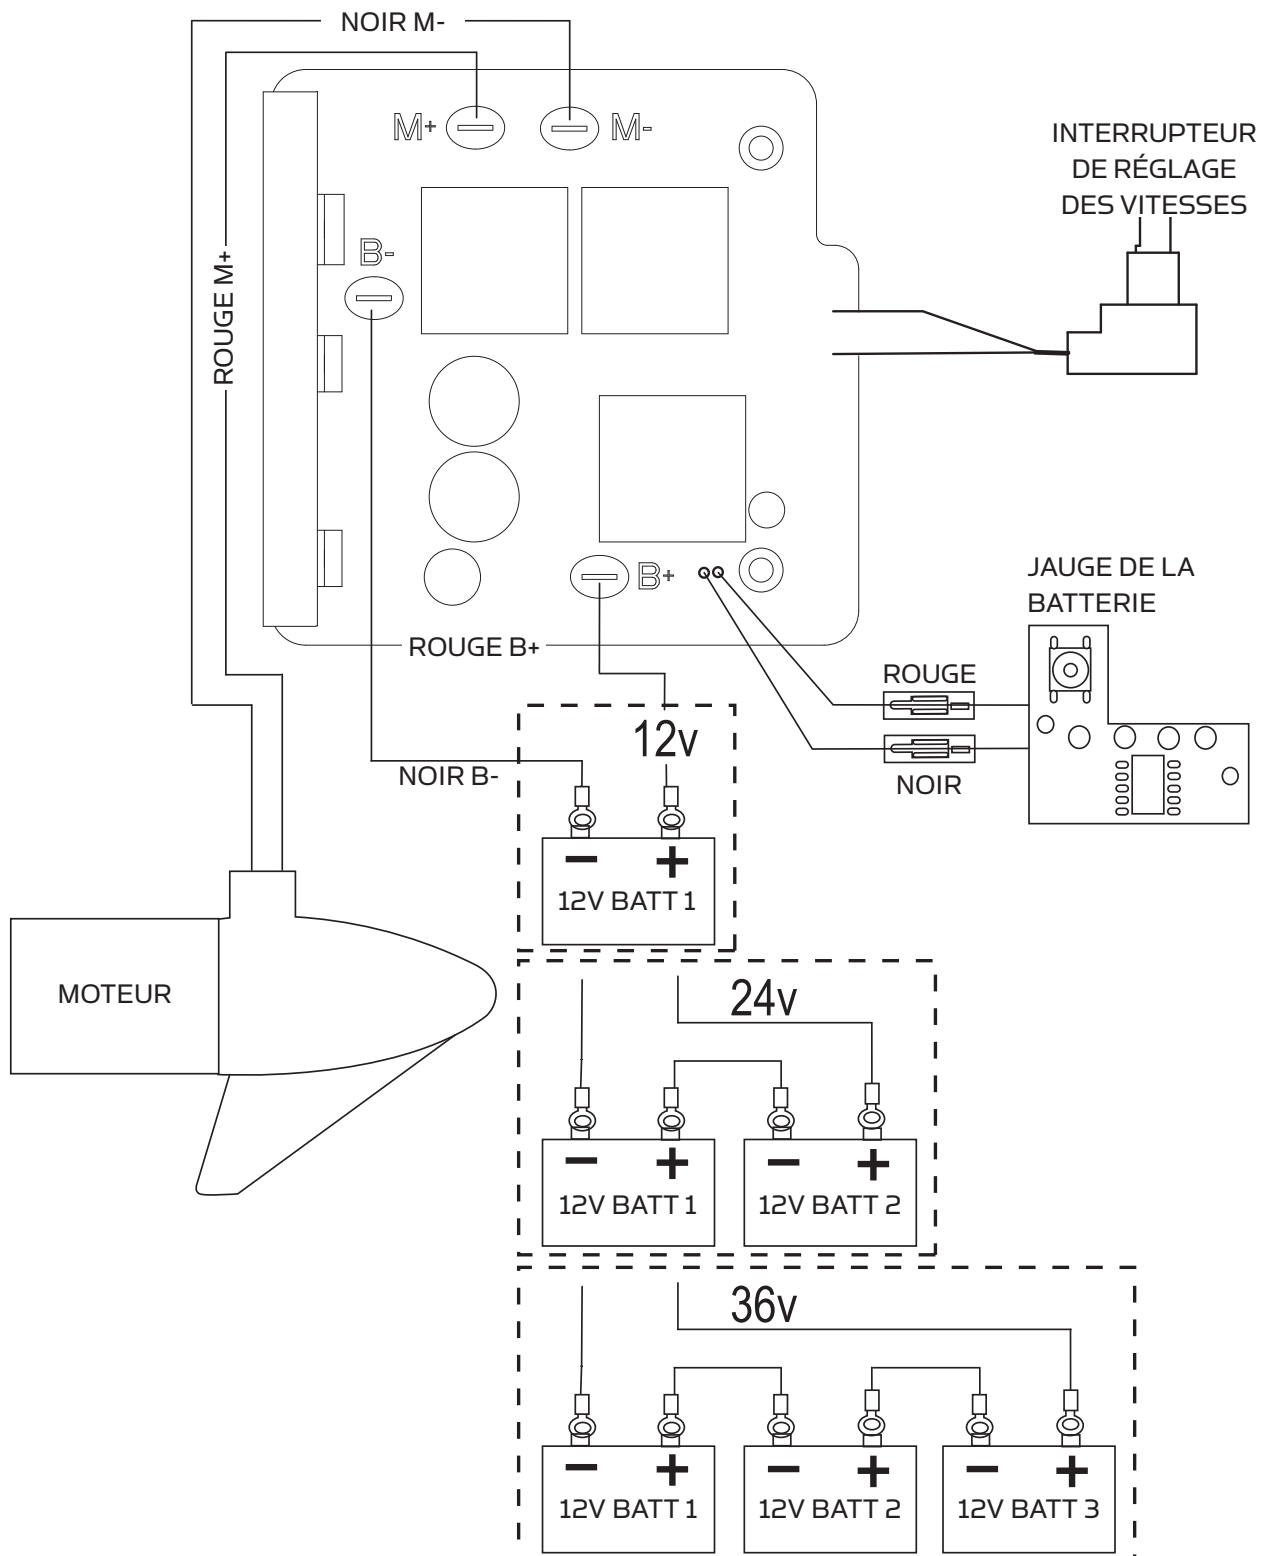 NOIR M-
M+
M-
INTERRUPTEUR
DE RÉGLAGE
DES VITESSES
B-
ROUGE M+
B+
JAUGE DE LA
BATTERIE
ROUGE B+
ROUGE
12v
NOIR B-
NOIR
- +
12V BATT 1
MOTEUR
24v
- + - +
12V BATT 1 12V BATT 2
36v
- + - + - +
12V BATT 1 12V BATT 2 12V BATT 3